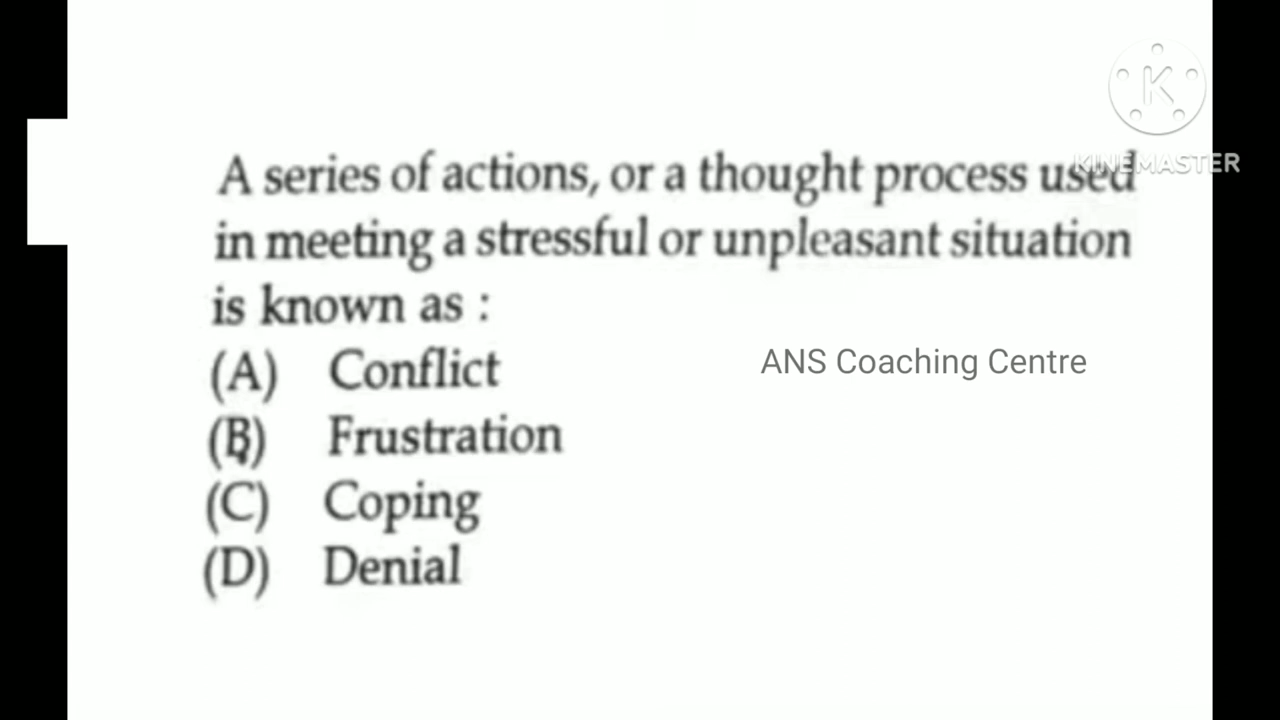 KINEMASTER
A series of actions, or a thought process used
in meeting a stressful or unpleasant situation
is known as :
(A) Conflict
ANS Coaching Centre
(B) Frustration
(C) Coping
(D) Denial